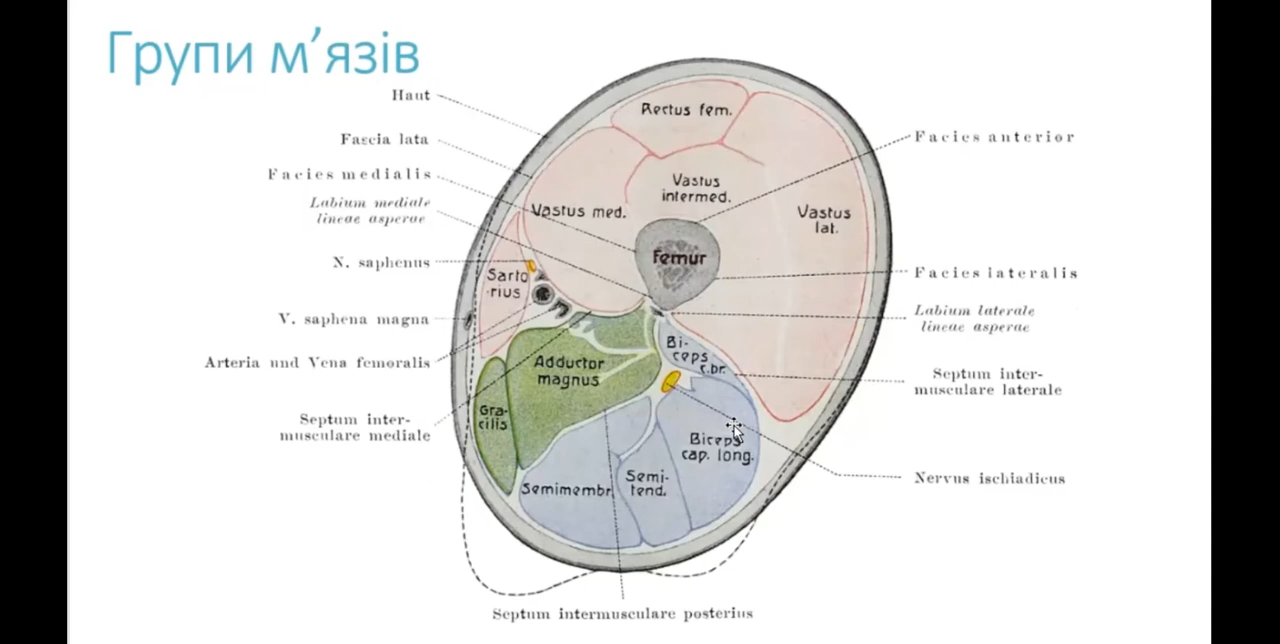 Групи м’язів
Haut
Fascia lata
Facies medialis
Labium mediale
lineae asperae
N. saphenus
V. saphena magna
Arteria und Vena femoralis
Septum inter-
musculare mediale
Rectus fem.
Vastus
intermed.
Vastus med.
Vastus
lat.
femur
Sarto
-rius
Adductor
magnus
Gra-
cilis
Bi-
ceps
c.br.
Biceps
cap. long.
Semimembr.
Semi-
tend.
Facies anterior
Facies lateralis
Labium laterale
lineae asperae
Septum inter-
musculare laterale
Nervus ischiadicus
Septum intermusculare posterius